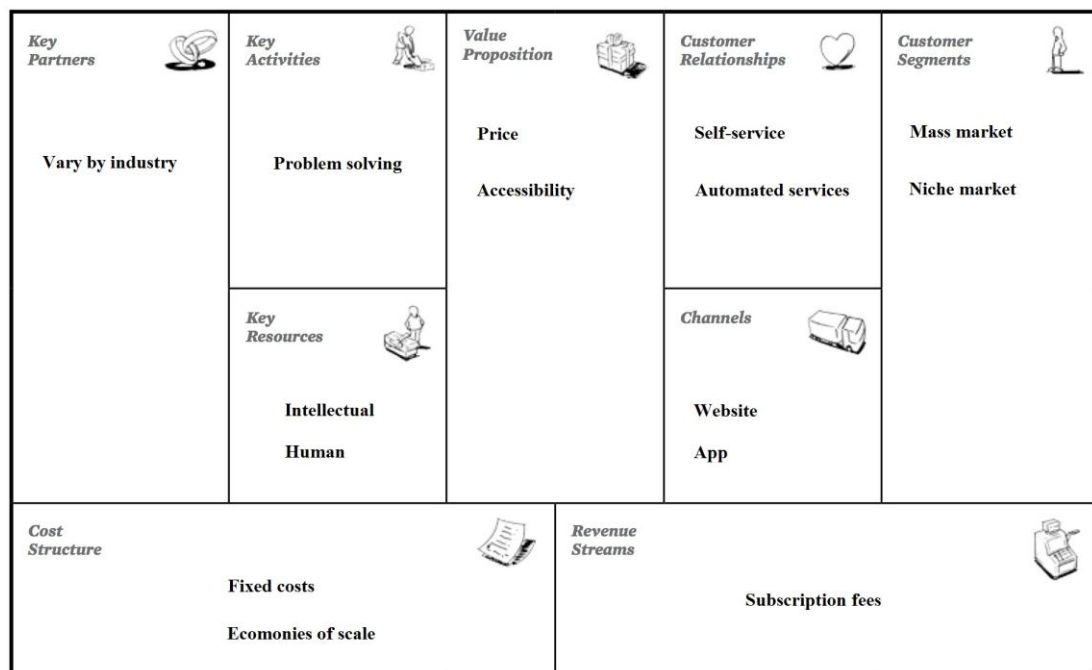 Key
Partners
Vary by industry
Key
Activities
Problem solving
Key
Resources
Intellectual
Human
Value
Proposition
Price
Accessibility
Customer
Relationships
Self-service
Automated services
Channels
Website
App
Customer
Segments
Mass market
Niche market
Cost
Structure
Fixed costs
Ecomonies of scale
Revenue
Streams
Subscription fees